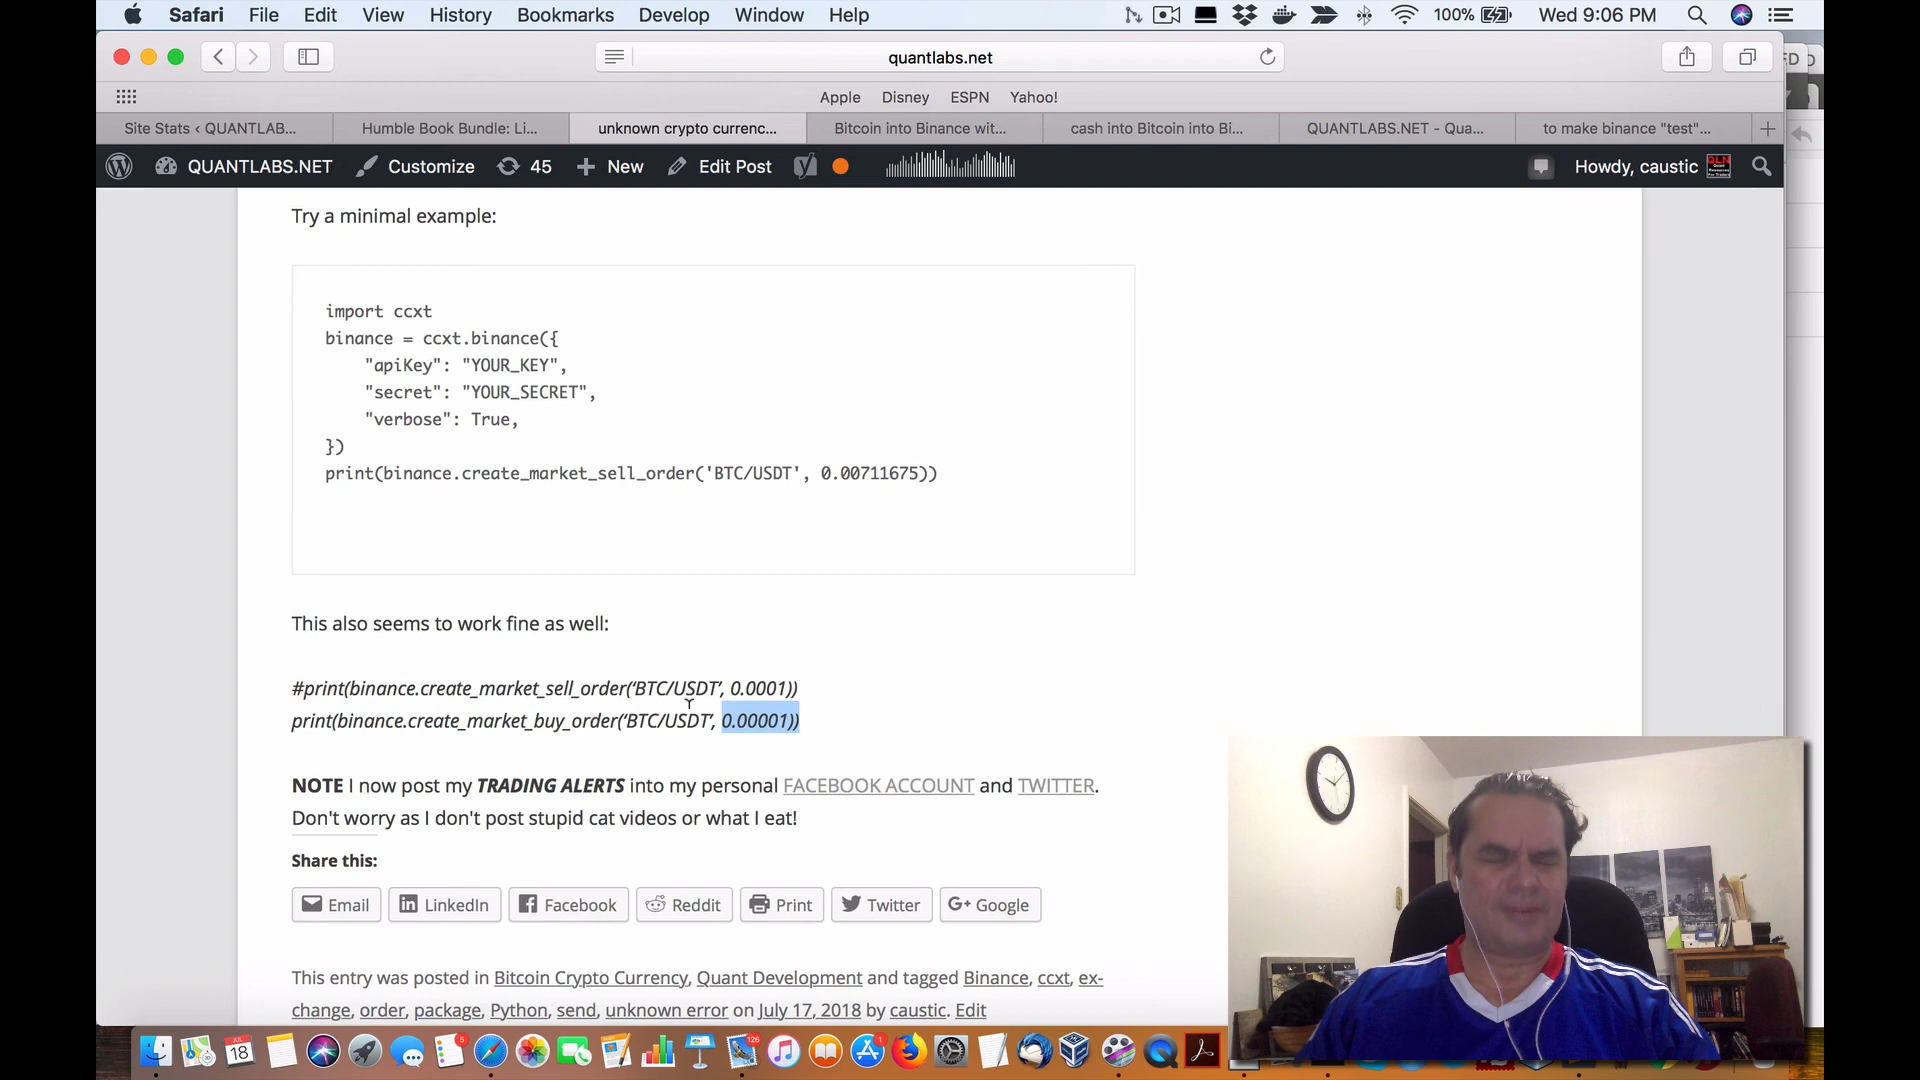 Safari File Edit View History Bookmarks Develop Window Help 100% Wed 9:06 PM
quantlabs.net
Apple Disney ESPN Yahoo!
Site Stats ‹ QUANTLAB... Humble Book Bundle: Li... unknown crypto currenc... Bitcoin into Binance wit... cash into Bitcoin into Bi... QUANTLABS.NET - Qua... to make binance "test"...
QUANTLABS.NET Customize 45 New Edit Post Howdy, caustic
Try a minimal example:
import ccxt
binance = ccxt.binance({
"apiKey": "YOUR_KEY",
"secret": "YOUR_SECRET",
"verbose": True,
})
print(binance.create_market_sell_order('BTC/USDT', 0.00711675))
This also seems to work fine as well:
#print(binance.create_market_sell_order(‘BTC/USDT’, 0.0001))
print(binance.create_market_buy_order(‘BTC/USDT’, 0.00001))
NOTE I now post my TRADING ALERTS into my personal FACEBOOK ACCOUNT and TWITTER.
Don't worry as I don't post stupid cat videos or what I eat!
Share this:
Email LinkedIn Facebook Reddit Print Twitter Google
This entry was posted in Bitcoin Crypto Currency, Quant Development and tagged Binance, ccxt, ex-
change, order, package, Python, send, unknown error on July 17, 2018 by caustic. Edit